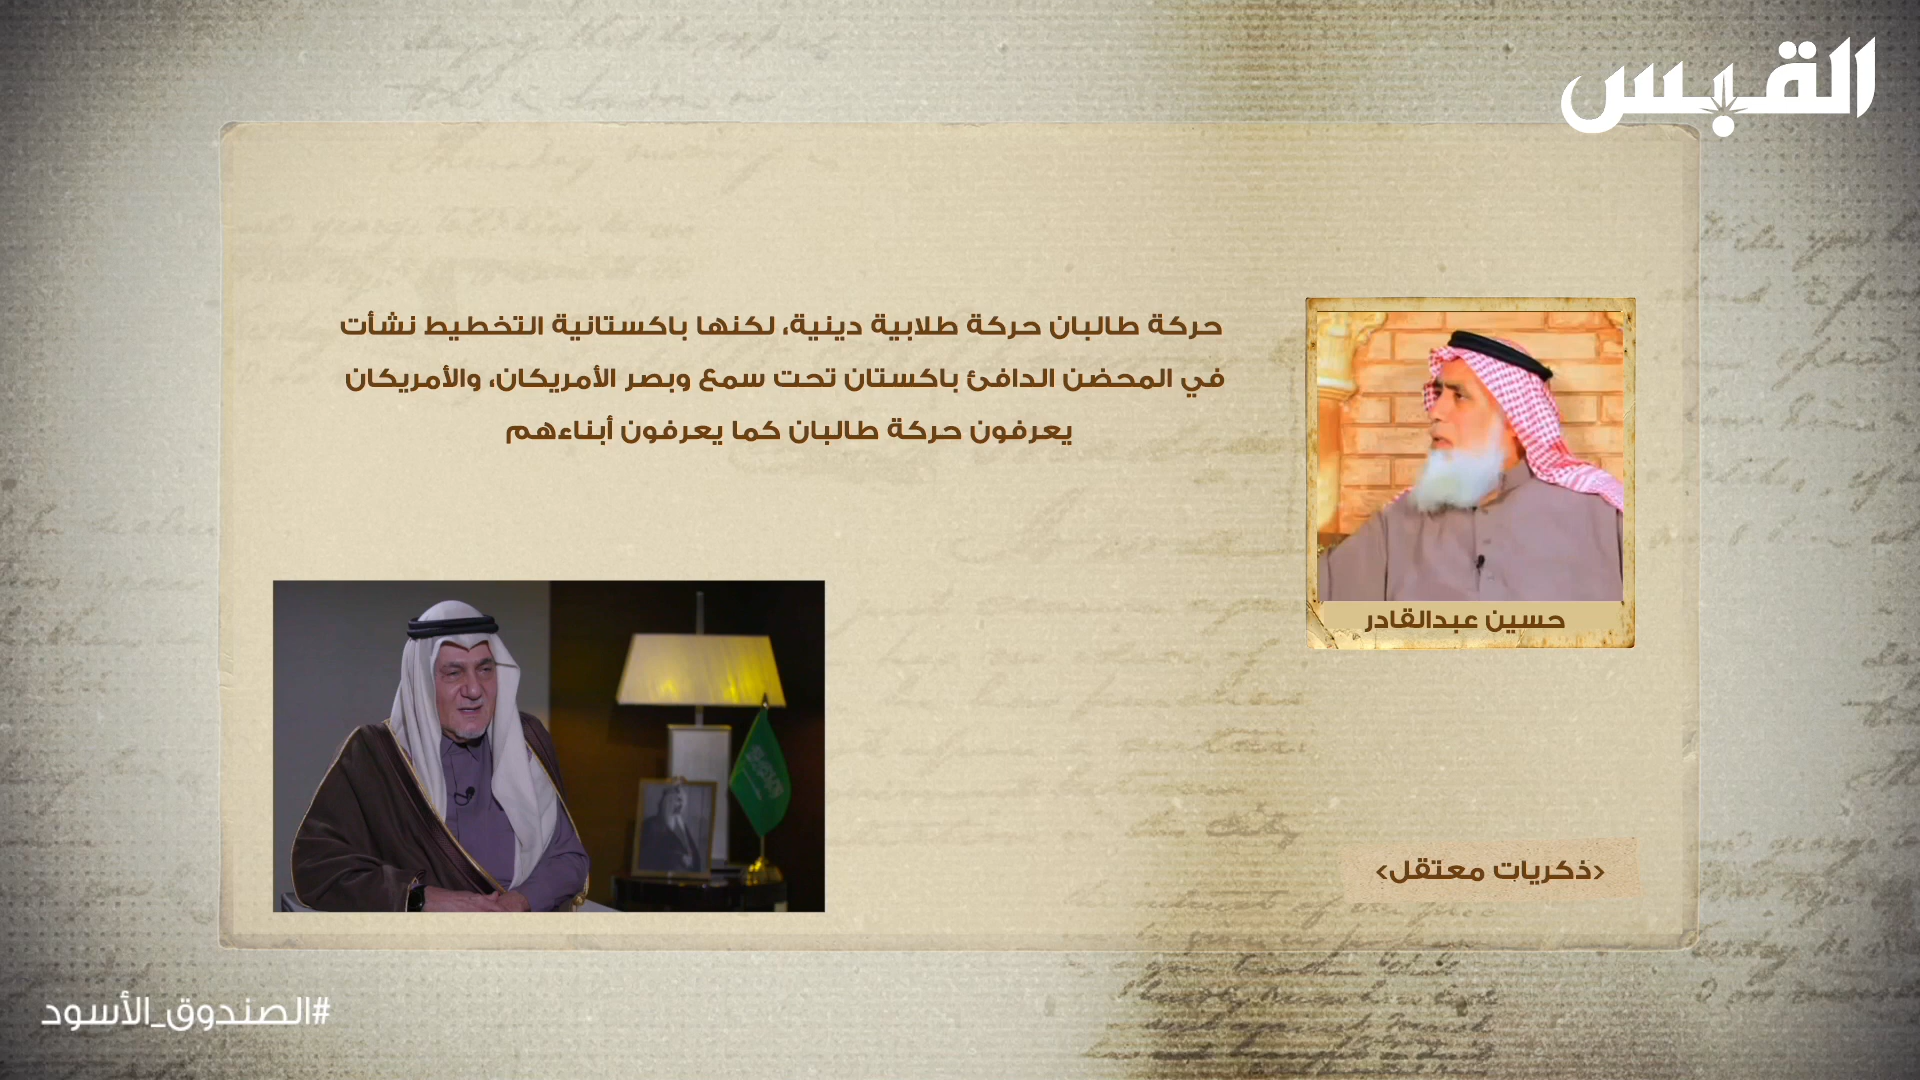 القبس
حركة طالبان حركة طلابية دينية، لكنها باكستانية التخطيط نشأت
في المحضن الدافئ باكستان تحت سمع وبصر الأمريكان، والأمريكان
يعرفون حركة طالبان كما يعرفون أبناءهم
حسين عبدالقادر
<ذكريات معتقل>
#الصندوق_الأسود